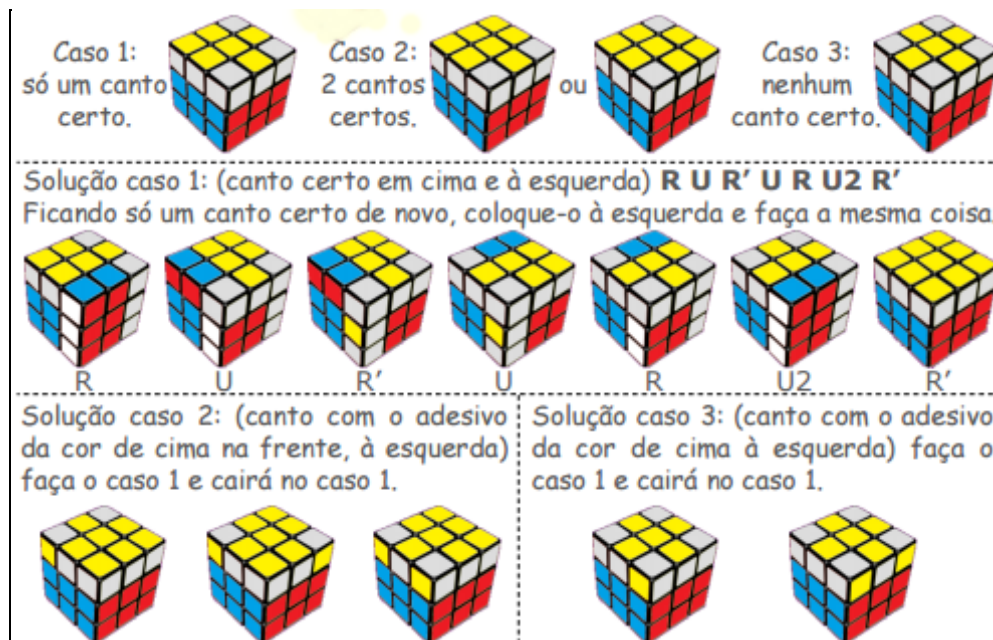 Caso 1:
só um canto
certo.
Caso 2:
2 cantos
certos.
ou
Caso 3:
nenhum
canto certo.
Solução caso 1: (canto certo em cima e à esquerda) R U R’ U R U2 R’
Ficando só um canto certo de novo, coloque-o à esquerda e faça a mesma coisa.
R U R’ U R U2 R’
Solução caso 2: (canto com o adesivo
da cor de cima na frente, à esquerda)
faça o caso 1 e cairá no caso 1.
Solução caso 3: (canto com o adesivo
da cor de cima à esquerda) faça o
caso 1 e cairá no caso 1.